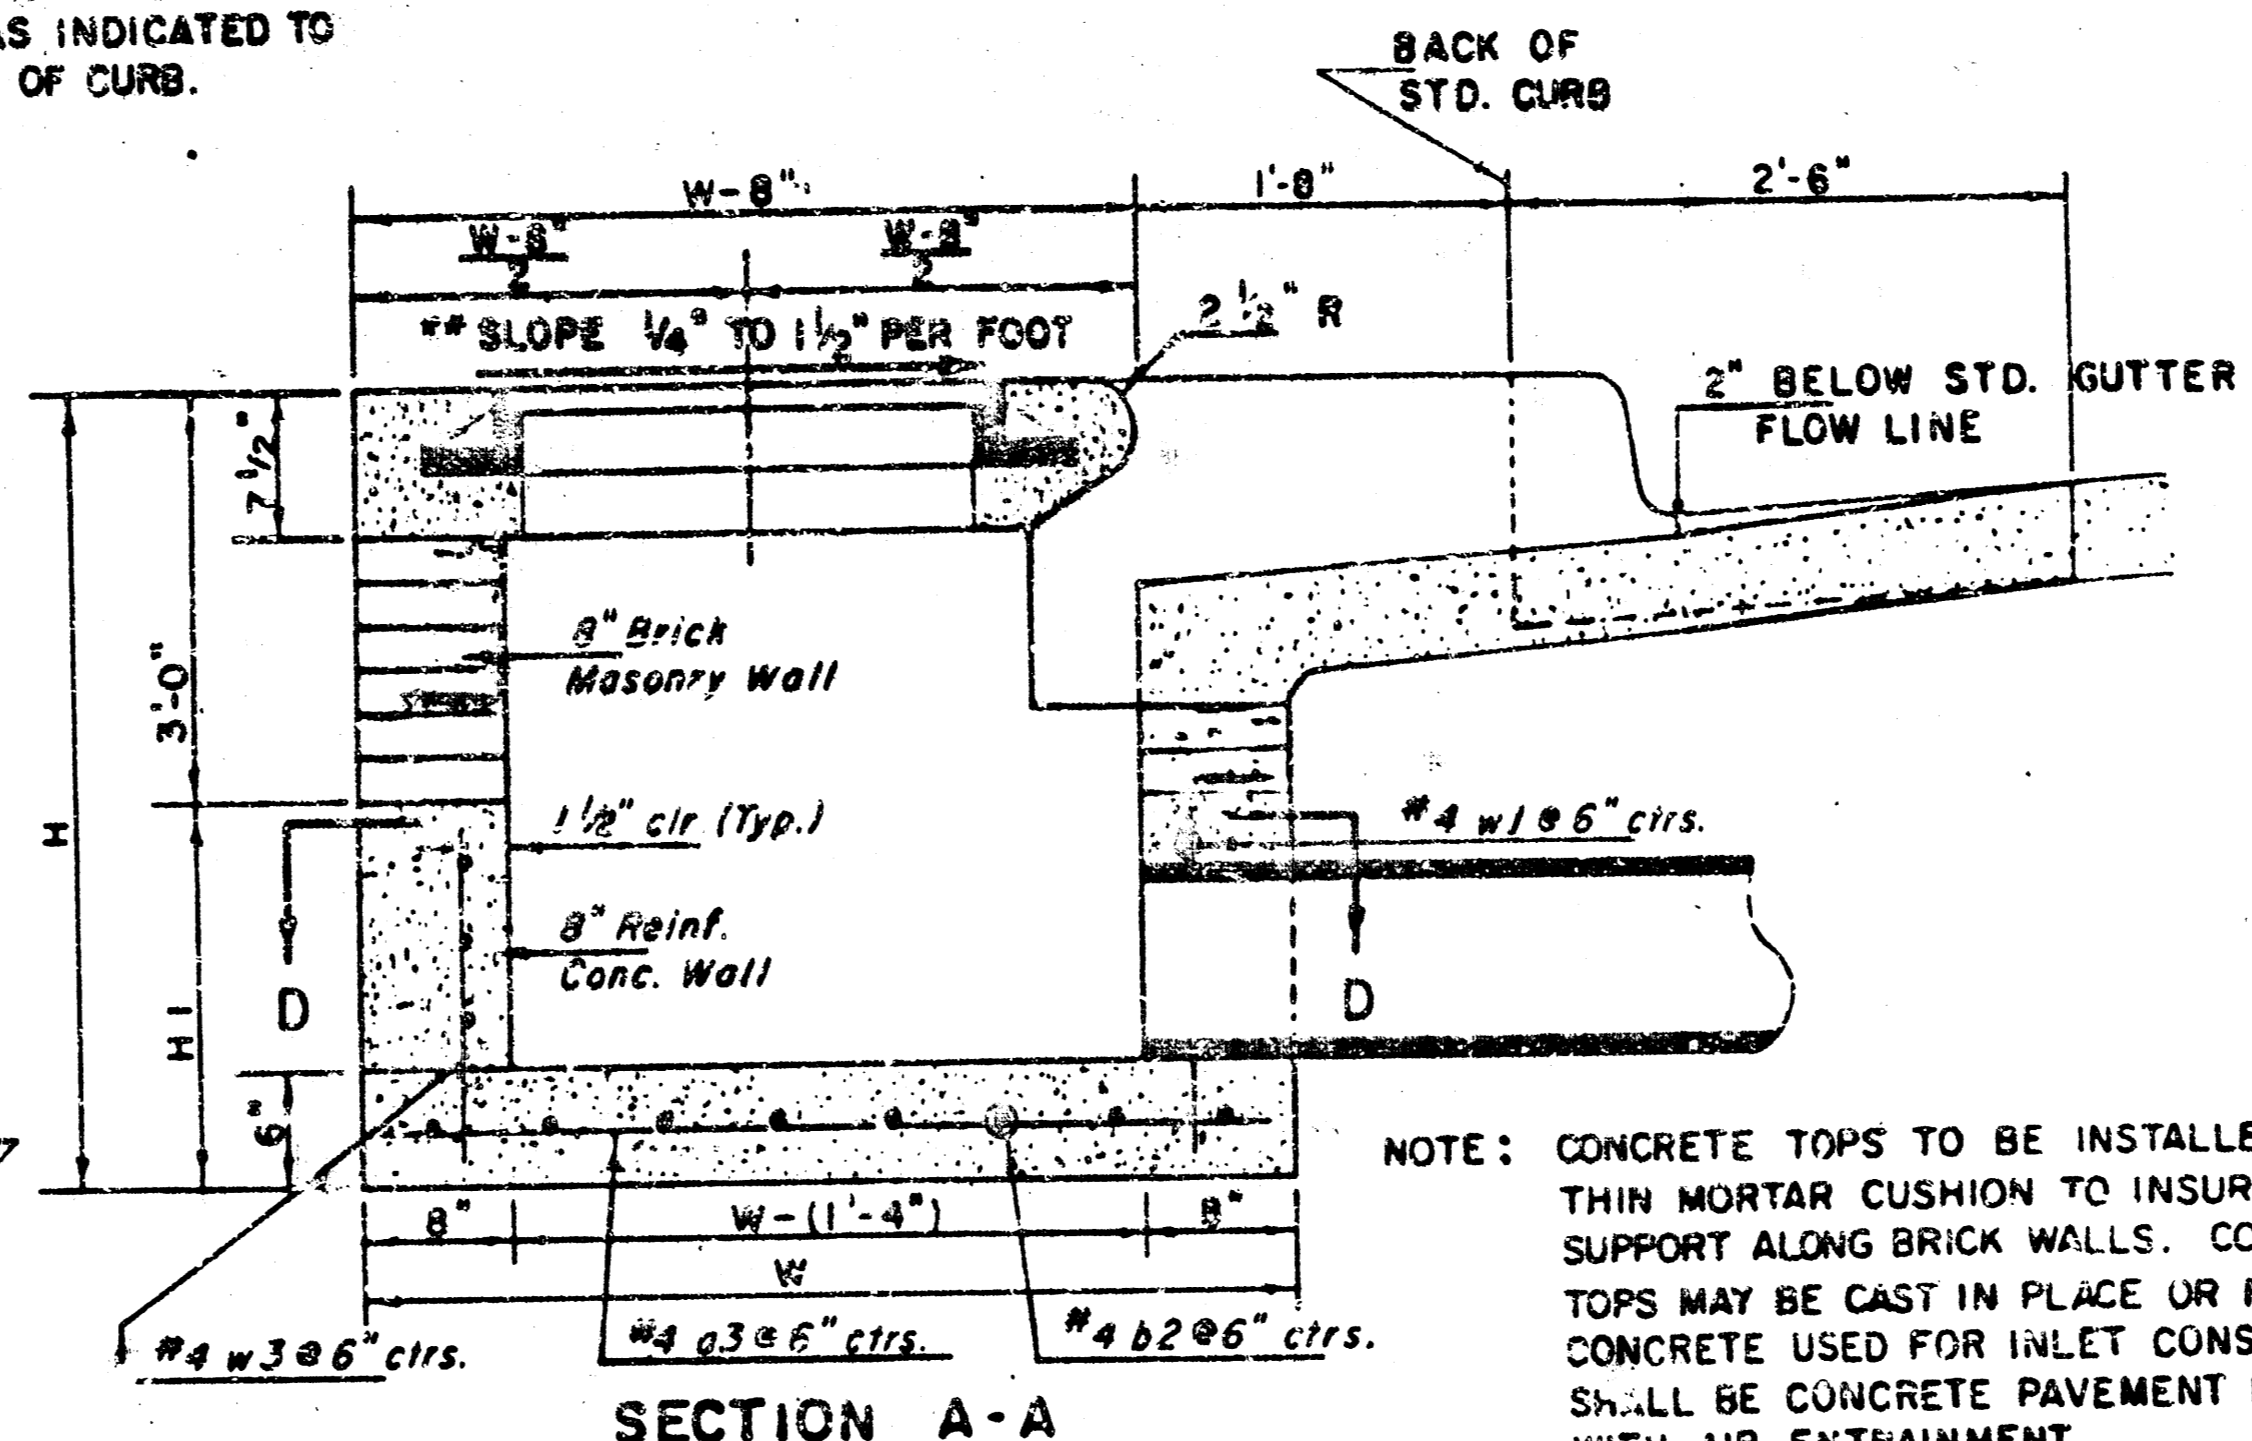 AS INDICATED TO
OF CURB.
BACK OF
STD. CURB
W-8"
1'-8"
2'-6"
W-8"
2
W-8"
2
2 1/2" R
** SLOPE 1/4" TO 1 1/2" PER FOOT
2" BELOW STD. GUTTER
FLOW LINE
7 1/2"
8" Brick
Masonry Wall
3'-0"
1 1/2" clr. (Typ.)
#4 w1 @ 6" ctrs.
H
8" Reinf.
Conc. Wall
D
D
H1
6"
7
NOTE: CONCRETE TOPS TO BE INSTALLE
THIN MORTAR CUSHION TO INSUR
SUPPORT ALONG BRICK WALLS. CO
TOPS MAY BE CAST IN PLACE OR
CONCRETE USED FOR INLET CONS
SHALL BE CONCRETE PAVEMENT
WITH AIR ENTRAINMENT
8"
W-(1'-4")
8"
W
#4 w3 @ 6" ctrs.
#4 a3 @ 6" ctrs.
#4 b2 @ 6" ctrs.
SECTION A-A